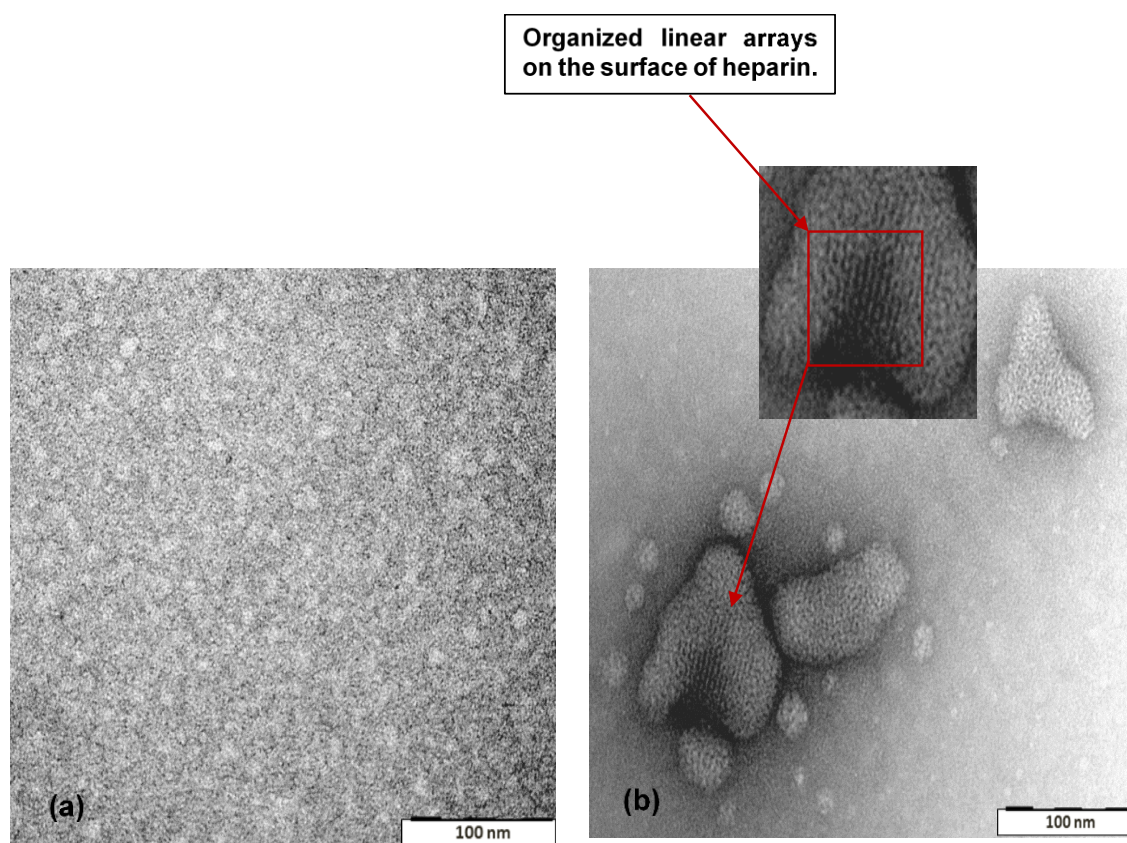 Organized linear arrays
on the surface of heparin.
(a)
100 nm
(b)
100 nm